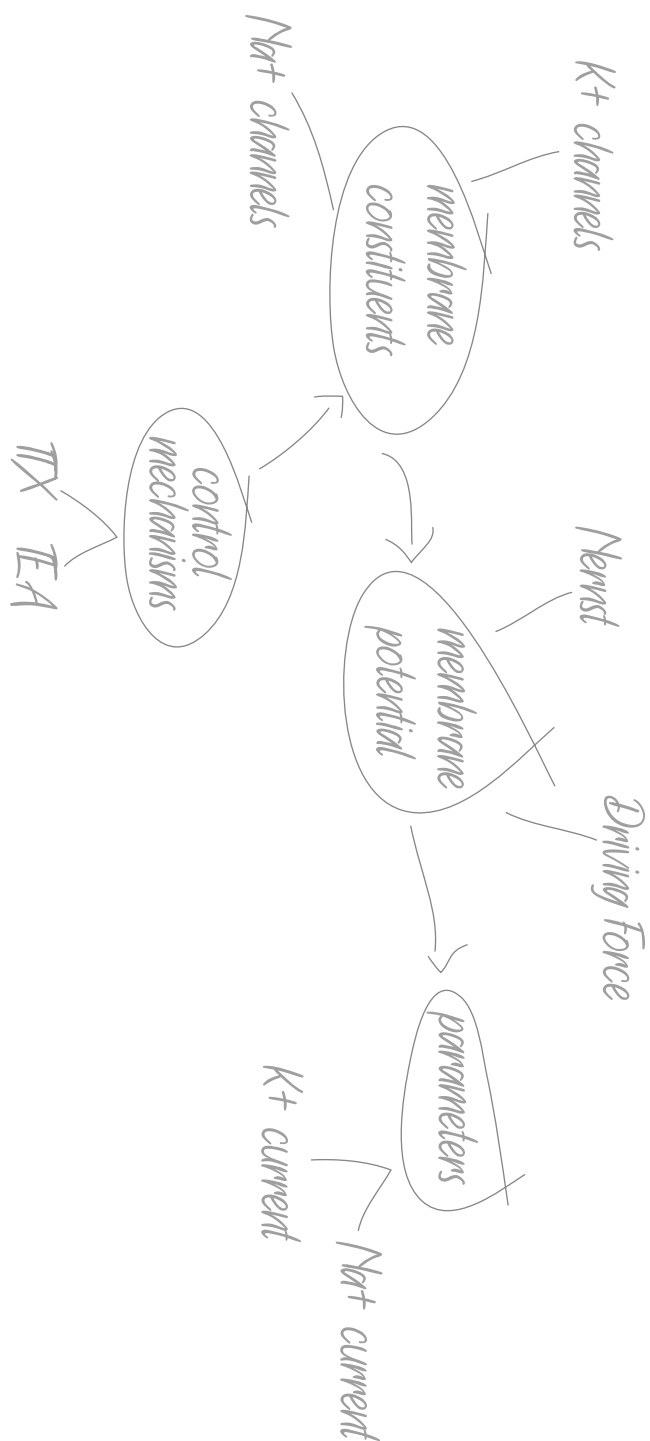 K+ channels
Na+ channels
membrane
constituents
control
mechanisms
TTX TEA
Nernst
Driving Force
membrane
potential
parameters
K+ current
Na+ current